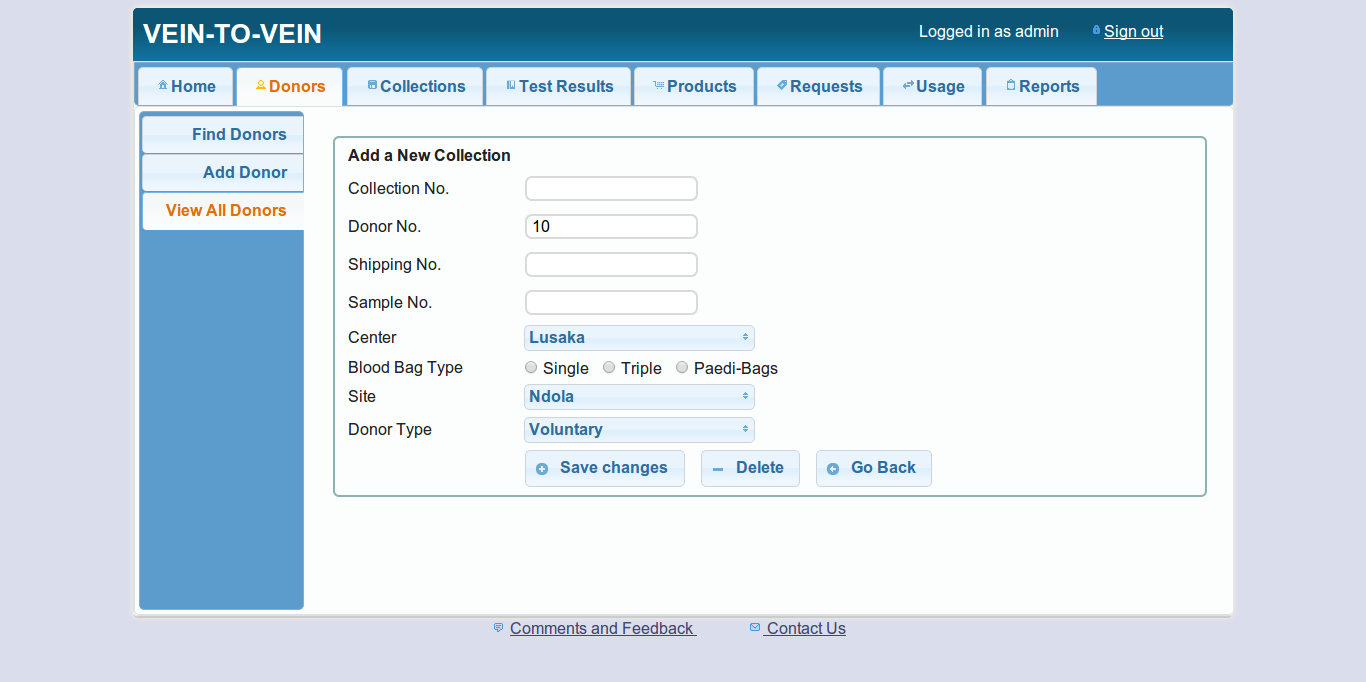 VEIN-TO-VEIN
Logged in as admin Sign out
Home Donors Collections Test Results Products Requests Usage Reports
Find Donors
Add Donor
View All Donors
Add a New Collection
Collection No.
Donor No. 10
Shipping No.
Sample No.
Center Lusaka
Blood Bag Type Single Triple Paedi-Bags
Site Ndola
Donor Type Voluntary
Save changes Delete Go Back
Comments and Feedback Contact Us